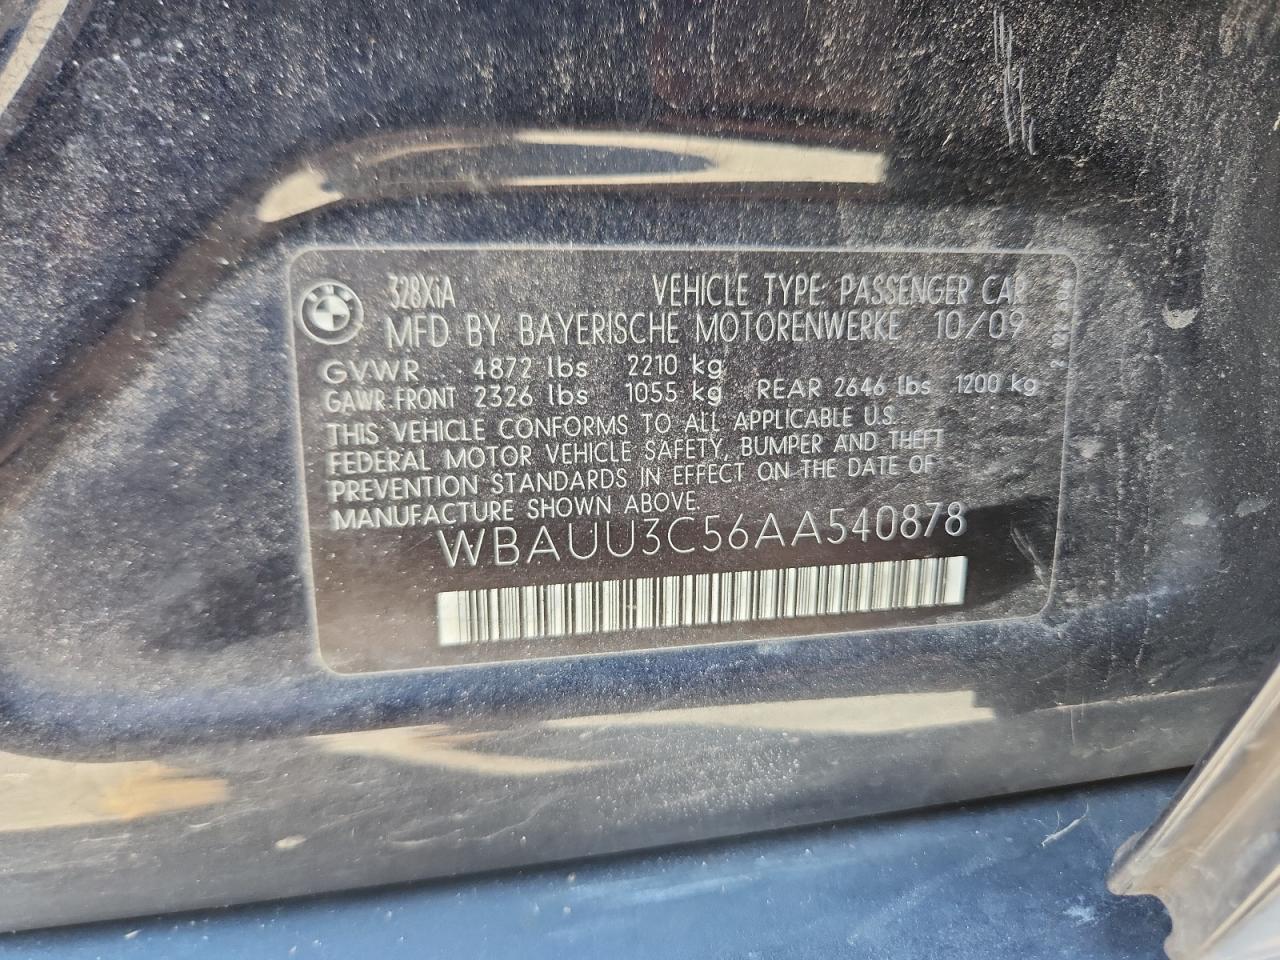 328XiA VEHICLE TYPE PASSENGER CAR
MFD BY BAYERISCHE MOTORENWERKE 10/09
GVWR 4872 lbs 2210 kg
GAWR-FRONT 2326 lbs 1055 kg REAR 2646 lbs 1200 kg
THIS VEHICLE CONFORMS TO ALL APPLICABLE U.S.
FEDERAL MOTOR VEHICLE SAFETY, BUMPER AND THEFT
PREVENTION STANDARDS IN EFFECT ON THE DATE OF
MANUFACTURE SHOWN ABOVE.
WBAUU3C56AA540878